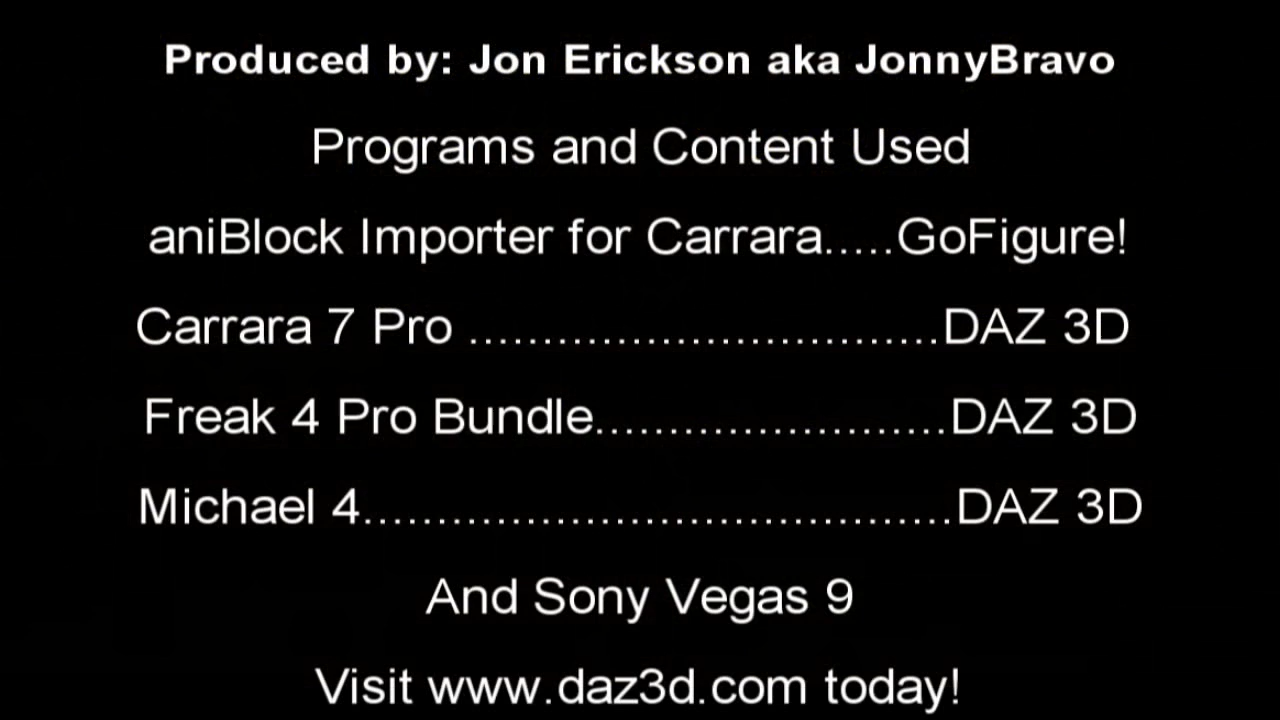 Produced by: Jon Erickson aka JonnyBravo
Programs and Content Used
aniBlock Importer for Carrara.....GoFigure!
Carrara 7 Pro ................................DAZ 3D
Freak 4 Pro Bundle........................DAZ 3D
Michael 4........................................DAZ 3D
And Sony Vegas 9
Visit www.daz3d.com today!